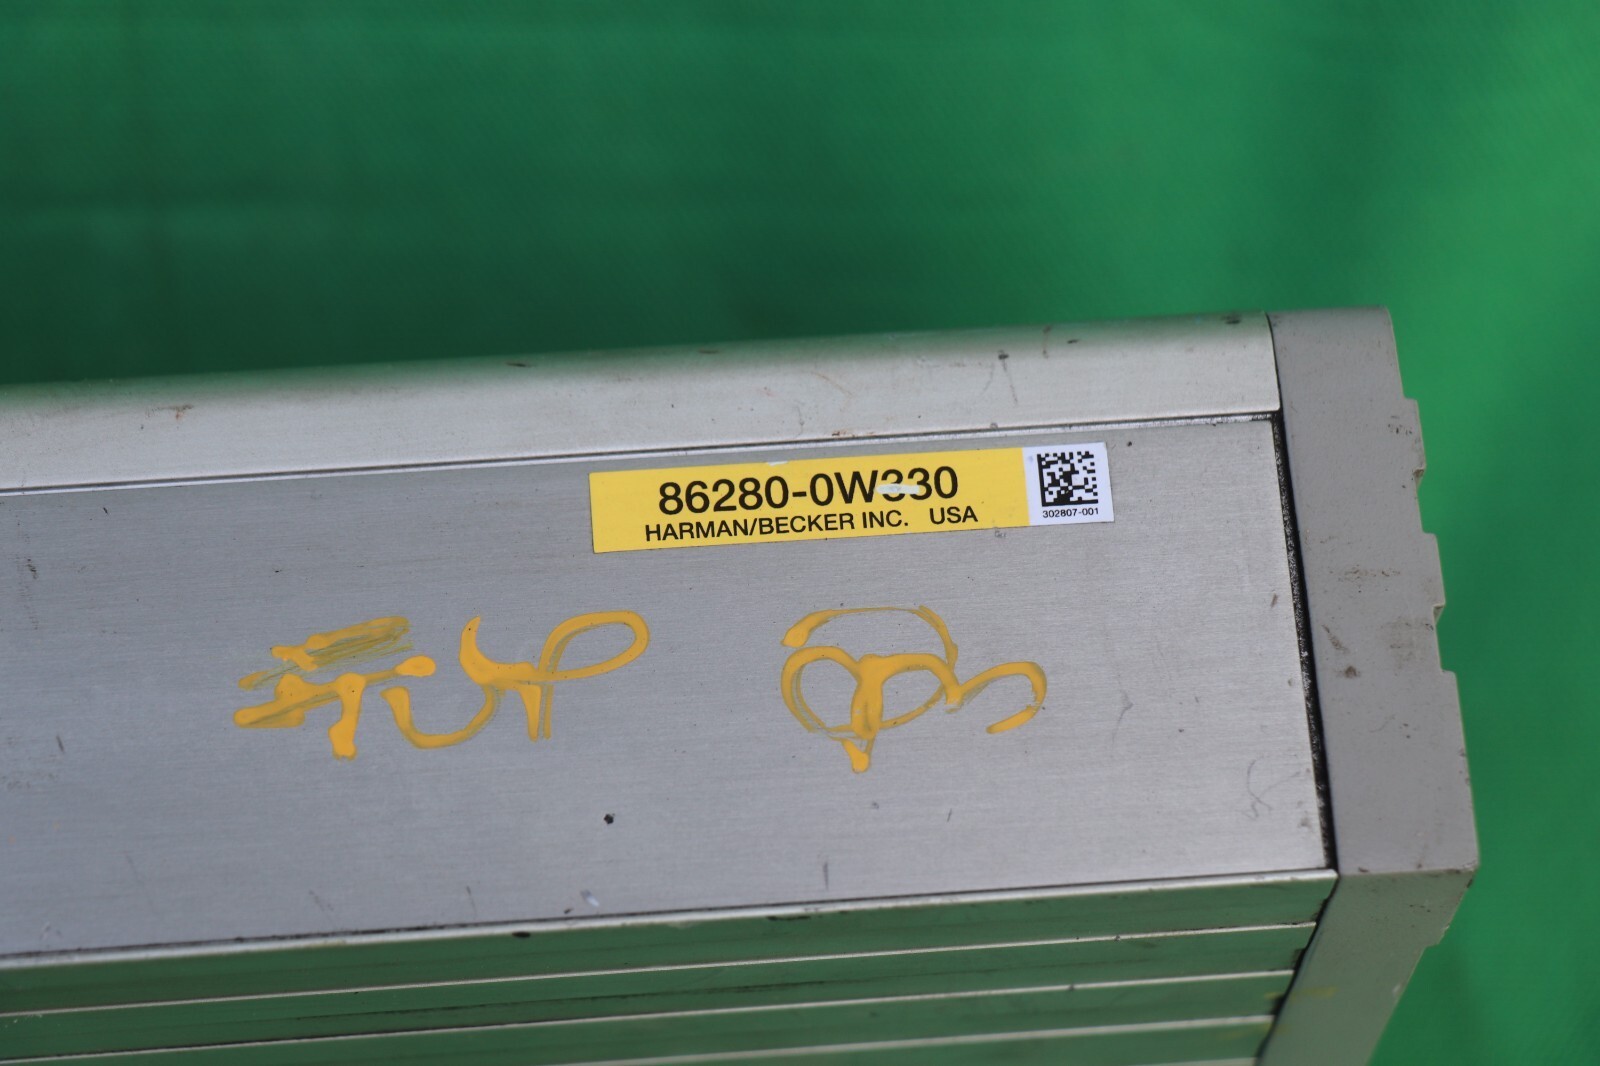 86280-0W330
HARMAN/BECKER INC. USA
302807-001